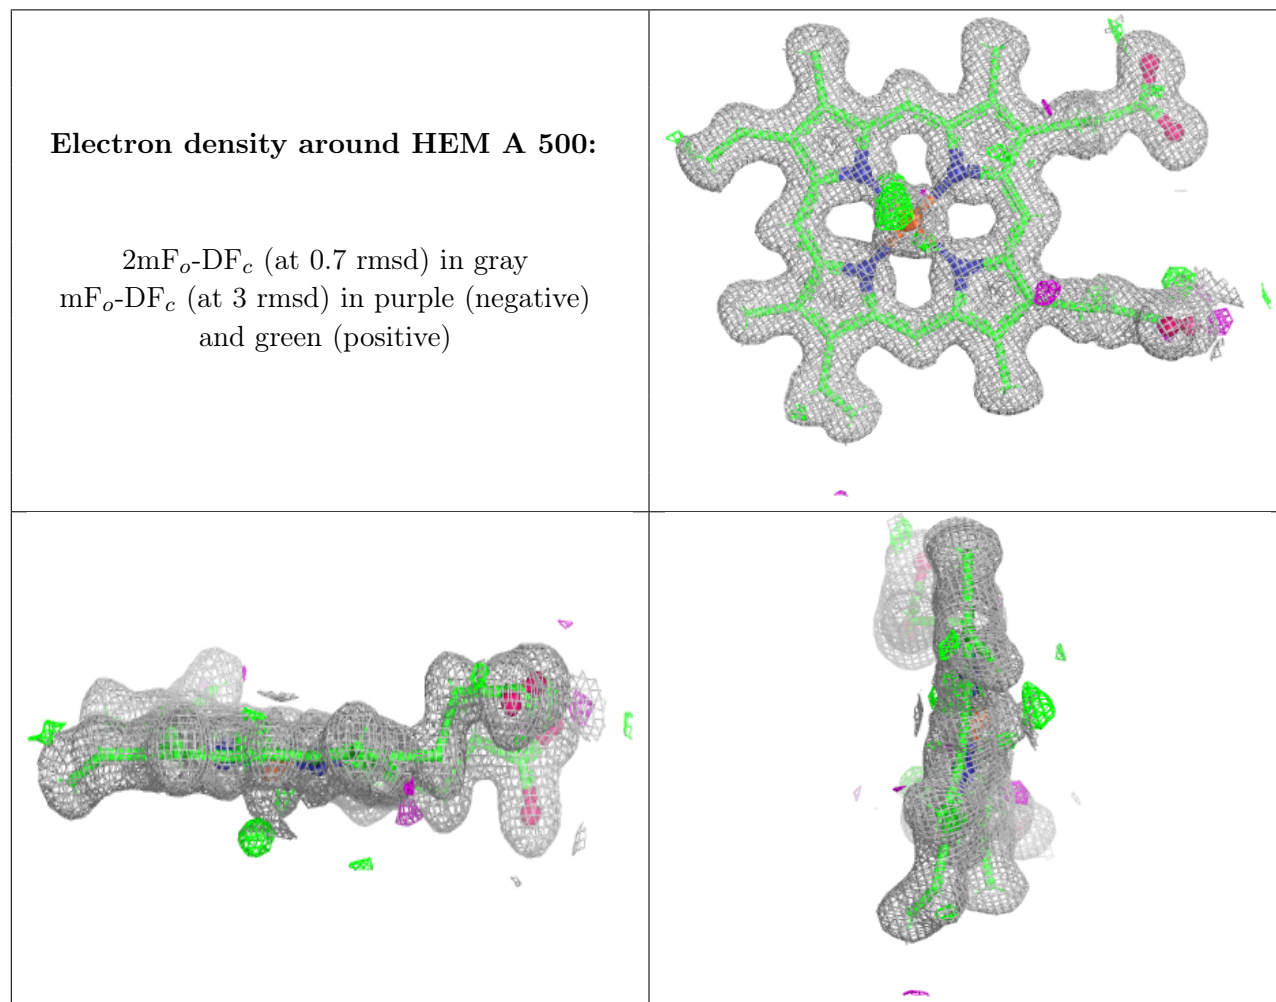 Electron density around HEM A 500:
2mFo-DFc (at 0.7 rmsd) in gray
mFo-DFc (at 3 rmsd) in purple (negative)
and green (positive)